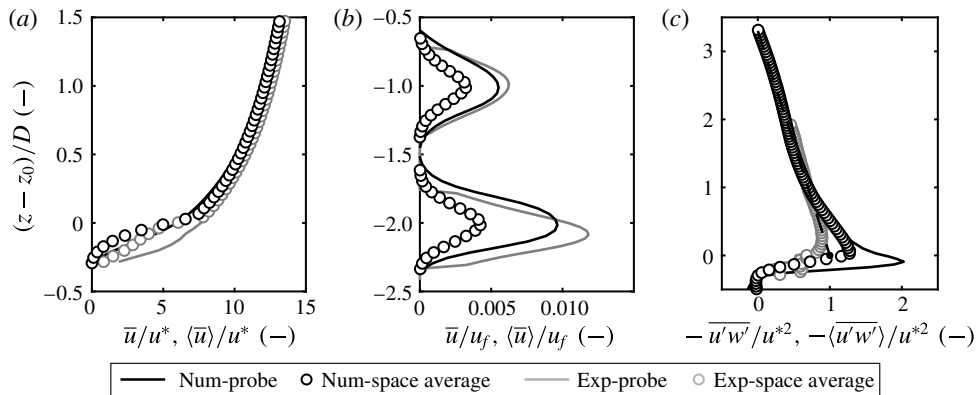 (a) (b) (c)
(z − z₀)/D (−)
1.5
1.0
0.5
0
−0.5
0 5 10 15
u̅/u*, ⟨u̅⟩/u* (−)
−0.5
−1.0
−1.5
−2.0
−2.5
0 0.005 0.010
u̅/u_f, ⟨u̅⟩/u_f (−)
3
2
1
0
0 1 2
−u̅'̅w̅'̅/u*², −⟨u̅'̅w̅'̅⟩/u*² (−)
Num-probe Num-space average Exp-probe Exp-space average